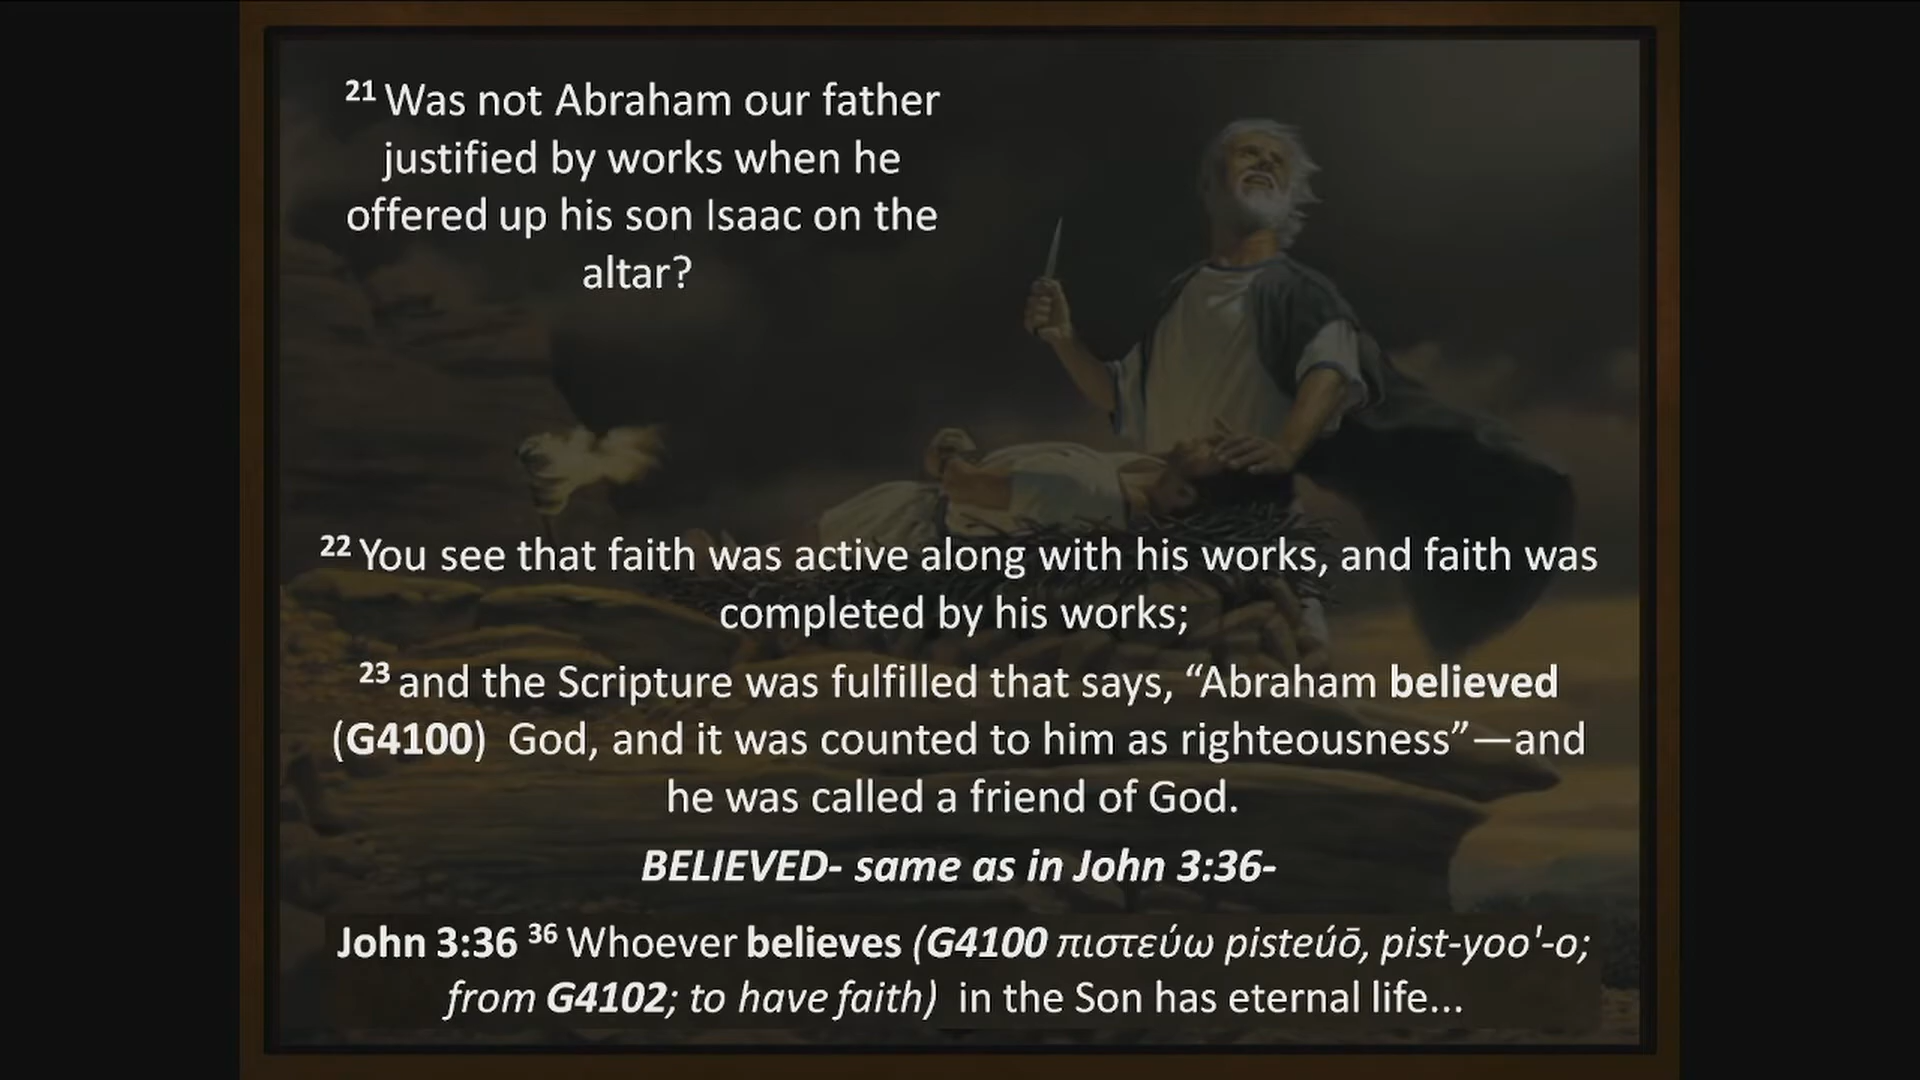 21 Was not Abraham our father
justified by works when he
offered up his son Isaac on the
altar?
22 You see that faith was active along with his works, and faith was
completed by his works;
23 and the Scripture was fulfilled that says, “Abraham believed
(G4100)  God, and it was counted to him as righteousness”—and
he was called a friend of God.
BELIEVED- same as in John 3:36-
John 3:36 36 Whoever believes (G4100 πιστεύω pisteúō, pist-yoo'-o;
from G4102; to have faith)  in the Son has eternal life...